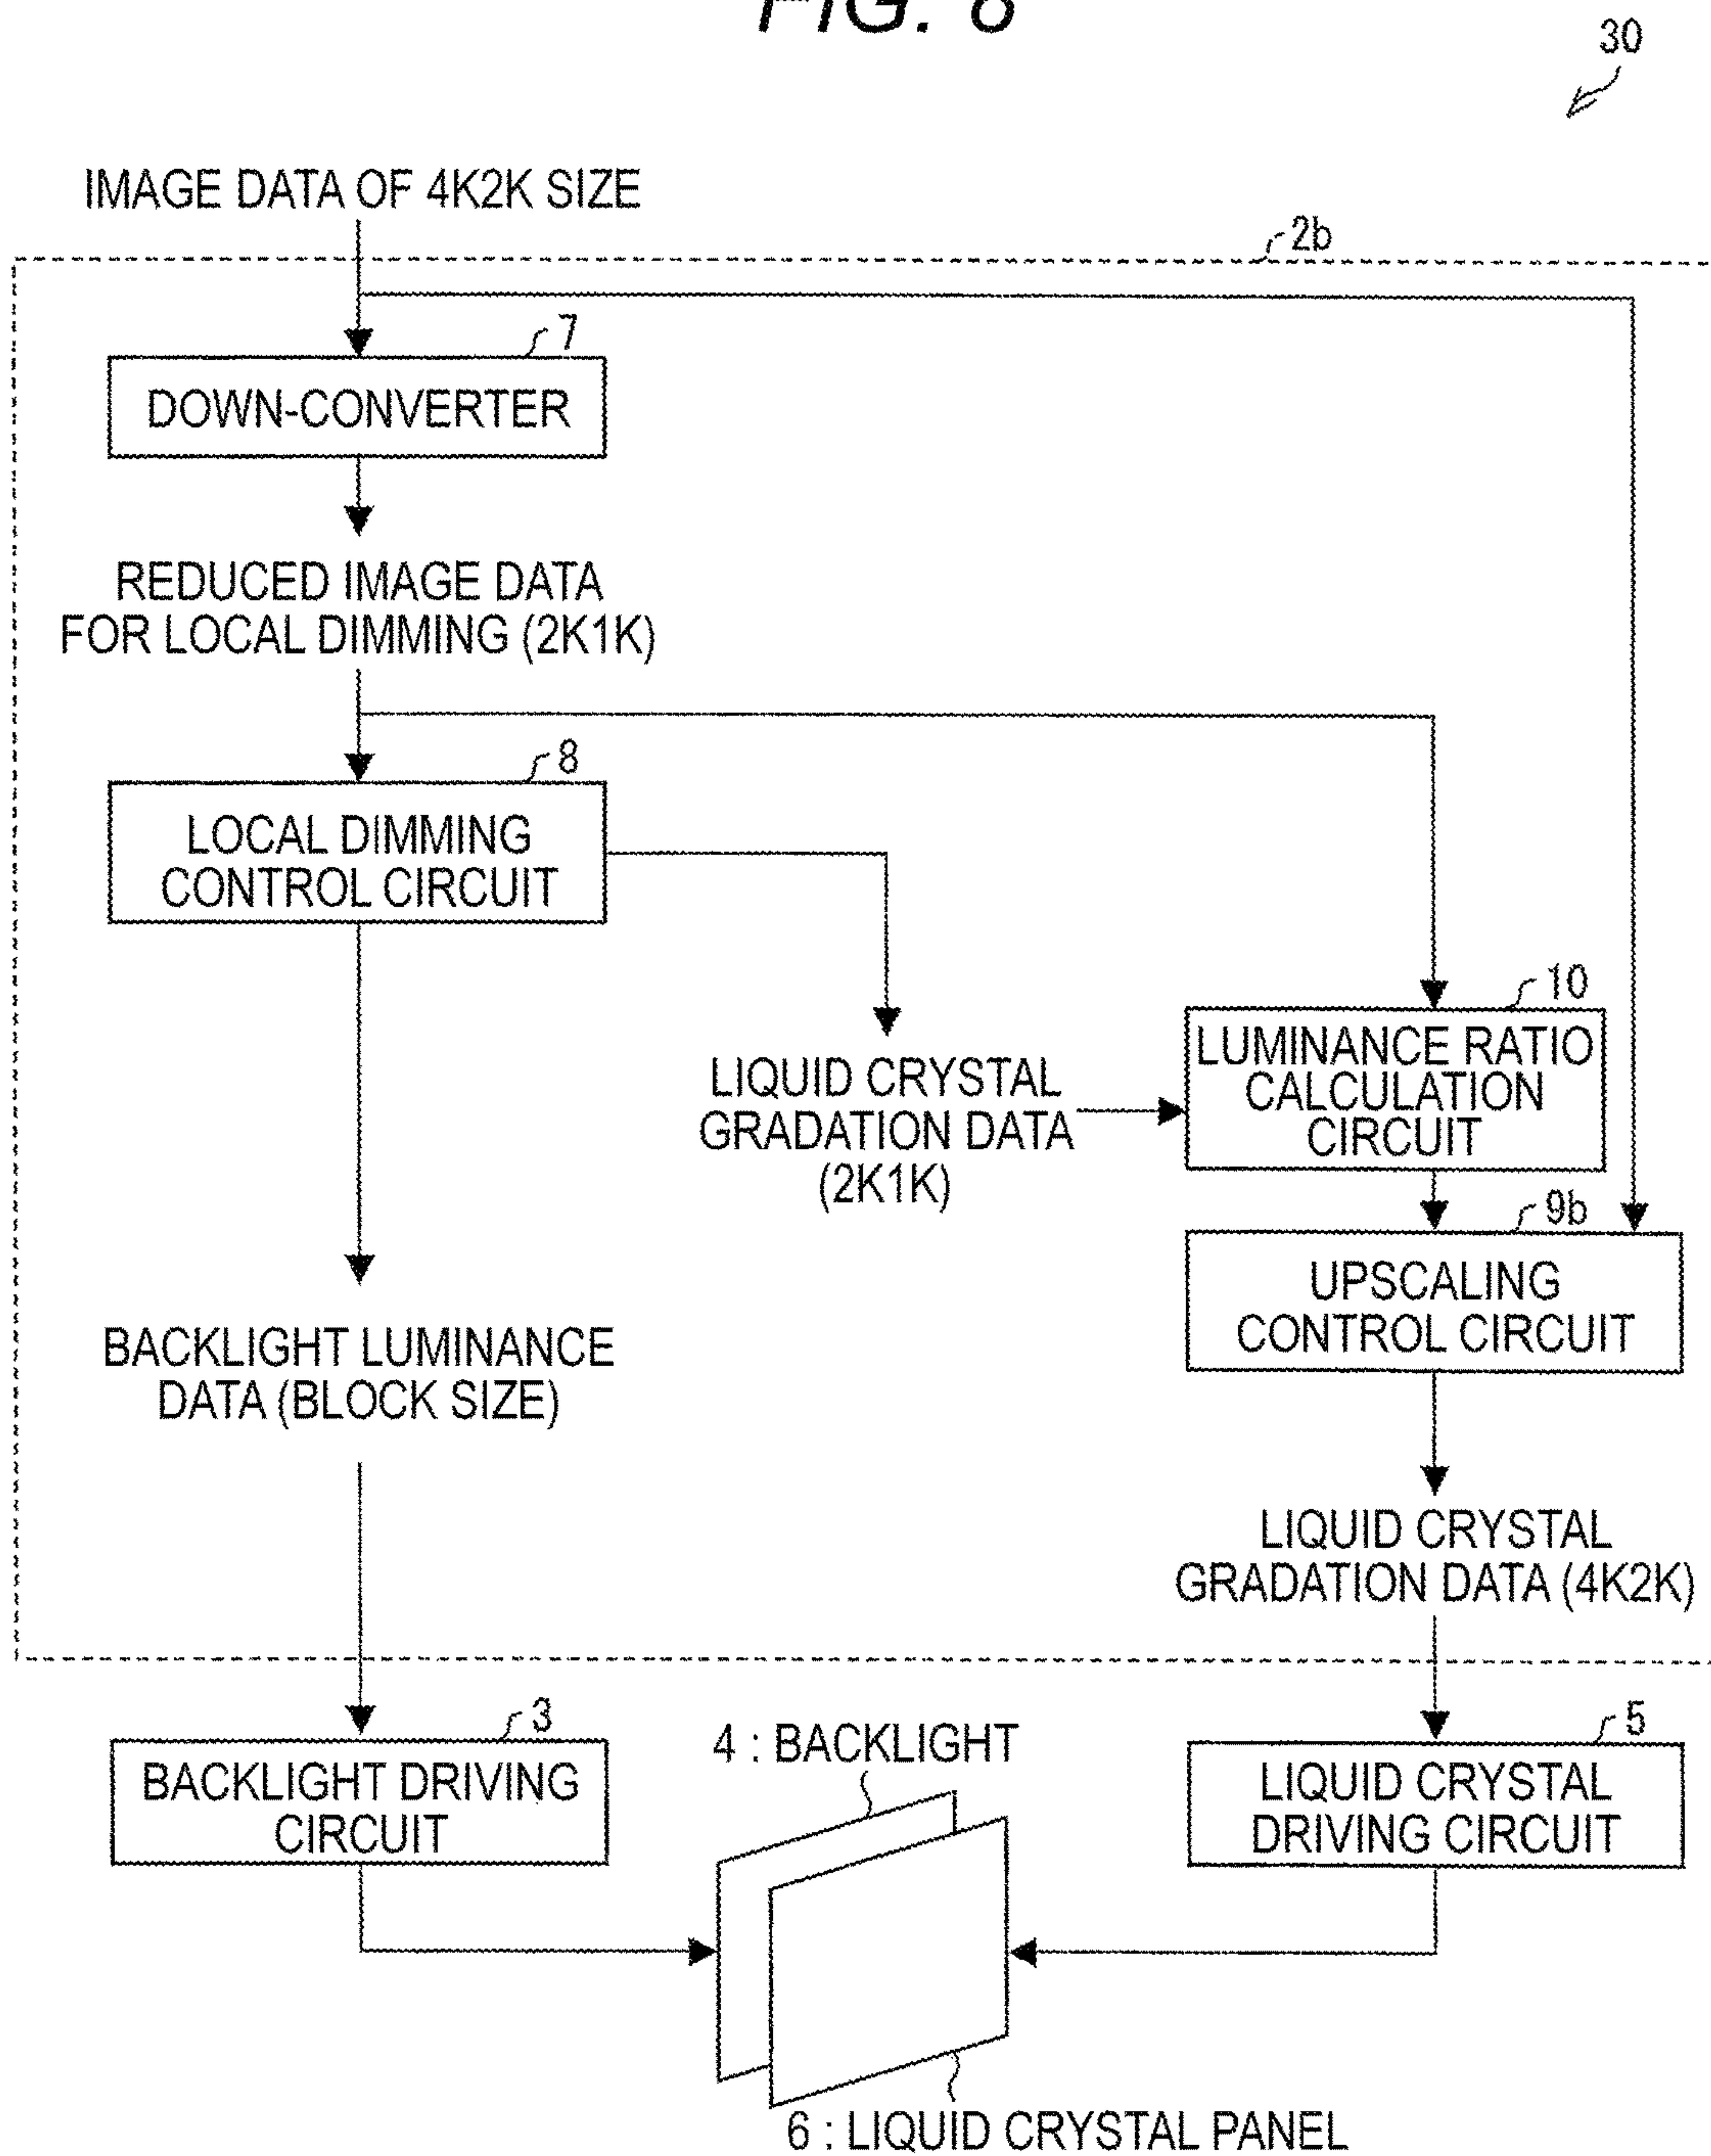 FIG. 8
30
IMAGE DATA OF 4K2K SIZE
2b
7
DOWN-CONVERTER
REDUCED IMAGE DATA
FOR LOCAL DIMMING (2K1K)
8
LOCAL DIMMING
CONTROL CIRCUIT
10
LUMINANCE RATIO
CALCULATION
CIRCUIT
LIQUID CRYSTAL
GRADATION DATA
(2K1K)
9b
UPSCALING
CONTROL CIRCUIT
BACKLIGHT LUMINANCE
DATA (BLOCK SIZE)
LIQUID CRYSTAL
GRADATION DATA (4K2K)
3
BACKLIGHT DRIVING
CIRCUIT
4 : BACKLIGHT
5
LIQUID CRYSTAL
DRIVING CIRCUIT
6 : LIQUID CRYSTAL PANEL